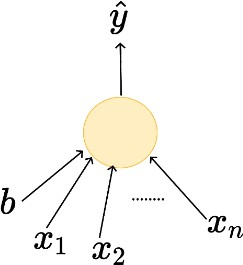 ŷ
b x₁ x₂ ........ xₙ